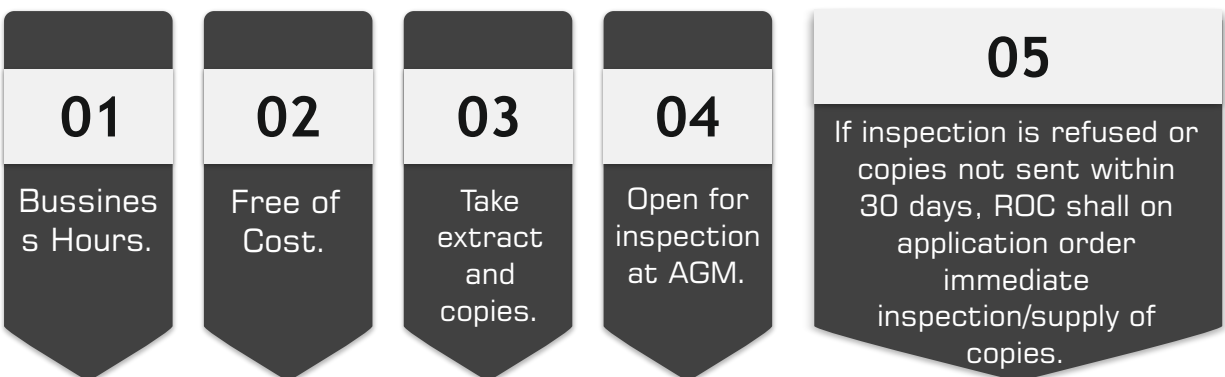 01
Bussines
s Hours.
02
Free of
Cost.
03
Take
extract
and
copies.
04
Open for
inspection
at AGM.
05
If inspection is refused or
copies not sent within
30 days, ROC shall on
application order
immediate
inspection/supply of
copies.